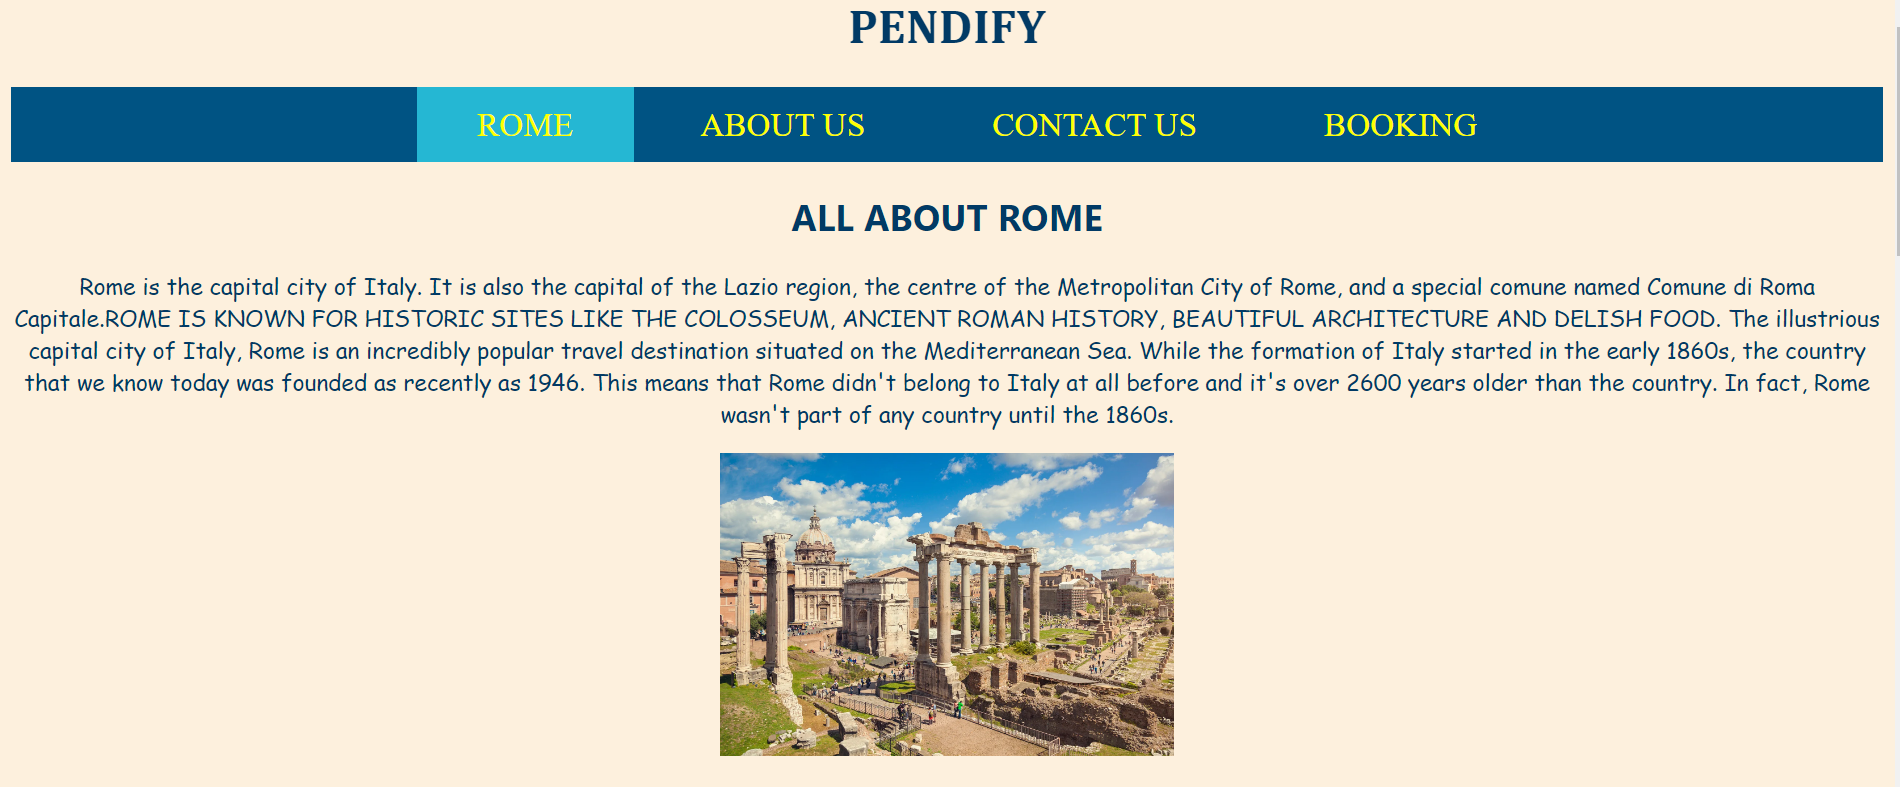 PENDIFY
ROME ABOUT US CONTACT US BOOKING
ALL ABOUT ROME
Rome is the capital city of Italy. It is also the capital of the Lazio region, the centre of the Metropolitan City of Rome, and a special comune named Comune di Roma
Capitale.ROME IS KNOWN FOR HISTORIC SITES LIKE THE COLOSSEUM, ANCIENT ROMAN HISTORY, BEAUTIFUL ARCHITECTURE AND DELISH FOOD. The illustrious
capital city of Italy, Rome is an incredibly popular travel destination situated on the Mediterranean Sea. While the formation of Italy started in the early 1860s, the country
that we know today was founded as recently as 1946. This means that Rome didn't belong to Italy at all before and it's over 2600 years older than the country. In fact, Rome
wasn't part of any country until the 1860s.